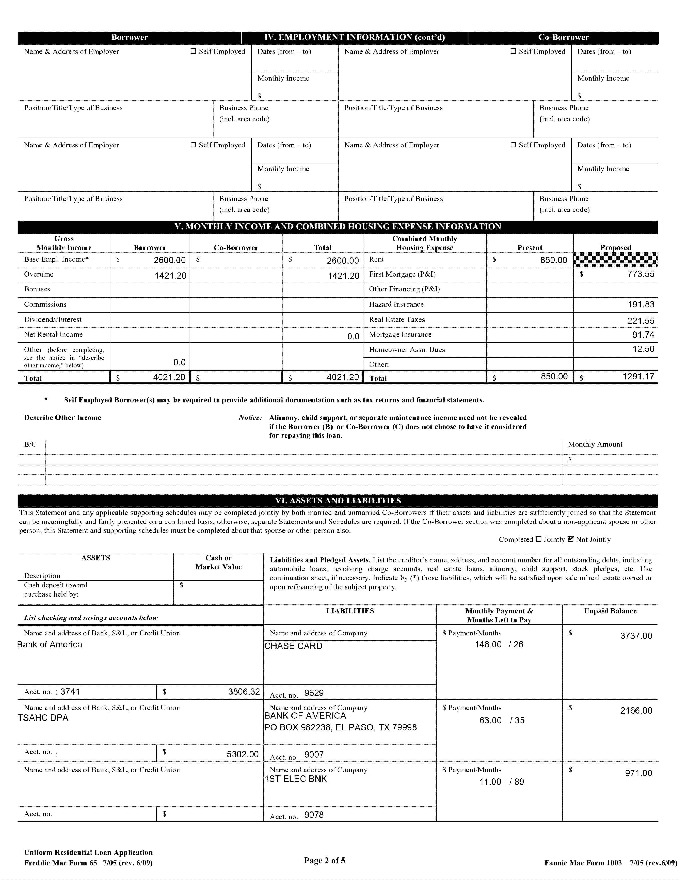 Borrower IV. EMPLOYMENT INFORMATION (cont'd) Co-Borrower
Name & Address of Employer ☐ Self Employed Dates (from – to) Name & Address of Employer ☐ Self Employed Dates (from – to)
Monthly Income Monthly Income
$ $
Position/Title/Type of Business Business Phone Position/Title/Type of Business Business Phone
(incl. area code) (incl. area code)
Name & Address of Employer ☐ Self Employed Dates (from – to) Name & Address of Employer ☐ Self Employed Dates (from – to)
Monthly Income Monthly Income
$ $
Position/Title/Type of Business Business Phone Position/Title/Type of Business Business Phone
(incl. area code) (incl. area code)
V. MONTHLY INCOME AND COMBINED HOUSING EXPENSE INFORMATION
Gross Combined Monthly
Monthly Income Borrower Co-Borrower Total Housing Expense Present Proposed
Base Empl. Income* $ 2600.00 $ $ 2600.00 Rent $ 850.00
Overtime 1421.20 1421.20 First Mortgage (P&I) $ 773.55
Bonuses Other Financing (P&I)
Commissions Hazard Insurance 191.83
Dividends/Interest Real Estate Taxes 221.55
Net Rental Income 0.0 Mortgage Insurance 91.74
Other (before completing, Homeowner Assn. Dues 12.50
see the notice in "describe
other income," below) 0.0 Other:
Total $ 4021.20 $ $ 4021.20 Total $ 850.00 $ 1291.17
* Self Employed Borrower(s) may be required to provide additional documentation such as tax returns and financial statements.
Describe Other Income Notice: Alimony, child support, or separate maintenance income need not be revealed
if the Borrower (B) or Co-Borrower (C) does not choose to have it considered
for repaying this loan.
B/C Monthly Amount
$
VI. ASSETS AND LIABILITIES
This Statement and any applicable supporting schedules may be completed jointly by both married and unmarried Co-Borrowers if their assets and liabilities are sufficiently joined so that the Statement
can be meaningfully and fairly presented on a combined basis; otherwise, separate Statements and Schedules are required. If the Co-Borrower section was completed about a non-applicant spouse or other
person, this Statement and supporting schedules must be completed about that spouse or other person also.
Completed ☐ Jointly ☑ Not Jointly
ASSETS Cash or
Market Value
Description
Cash deposit toward $
purchase held by:
Liabilities and Pledged Assets. List the creditor's name, address, and account number for all outstanding debts, including
automobile loans, revolving charge accounts, real estate loans, alimony, child support, stock pledges, etc. Use
continuation sheet, if necessary. Indicate by (*) those liabilities, which will be satisfied upon sale of real estate owned or
upon refinancing of the subject property.
LIABILITIES Monthly Payment & Unpaid Balance
Months Left to Pay
List checking and savings accounts below
Name and address of Bank, S&L, or Credit Union Name and address of Company $ Payment/Months $ 3737.00
Bank of America CHASE CARD 148.00 / 26
Acct. no. : 3741 $ 3806.32 Acct. no. 9629
Name and address of Bank, S&L, or Credit Union Name and address of Company $ Payment/Months $ 2196.00
TSAHC DPA BANK OF AMERICA 63.00 / 35
PO BOX 982238, EL PASO, TX 79998
Acct. no. : $ 5302.00 Acct. no. 9007
Name and address of Bank, S&L, or Credit Union Name and address of Company $ Payment/Months $ 971.00
1ST ELEC BNK 11.00 / 89
Acct. no. $ Acct. no. 9078
Uniform Residential Loan Application
Freddie Mac Form 65 7/05 (rev. 6/09) Page 2 of 5 Fannie Mae Form 1003 7/05 (rev.6/09)